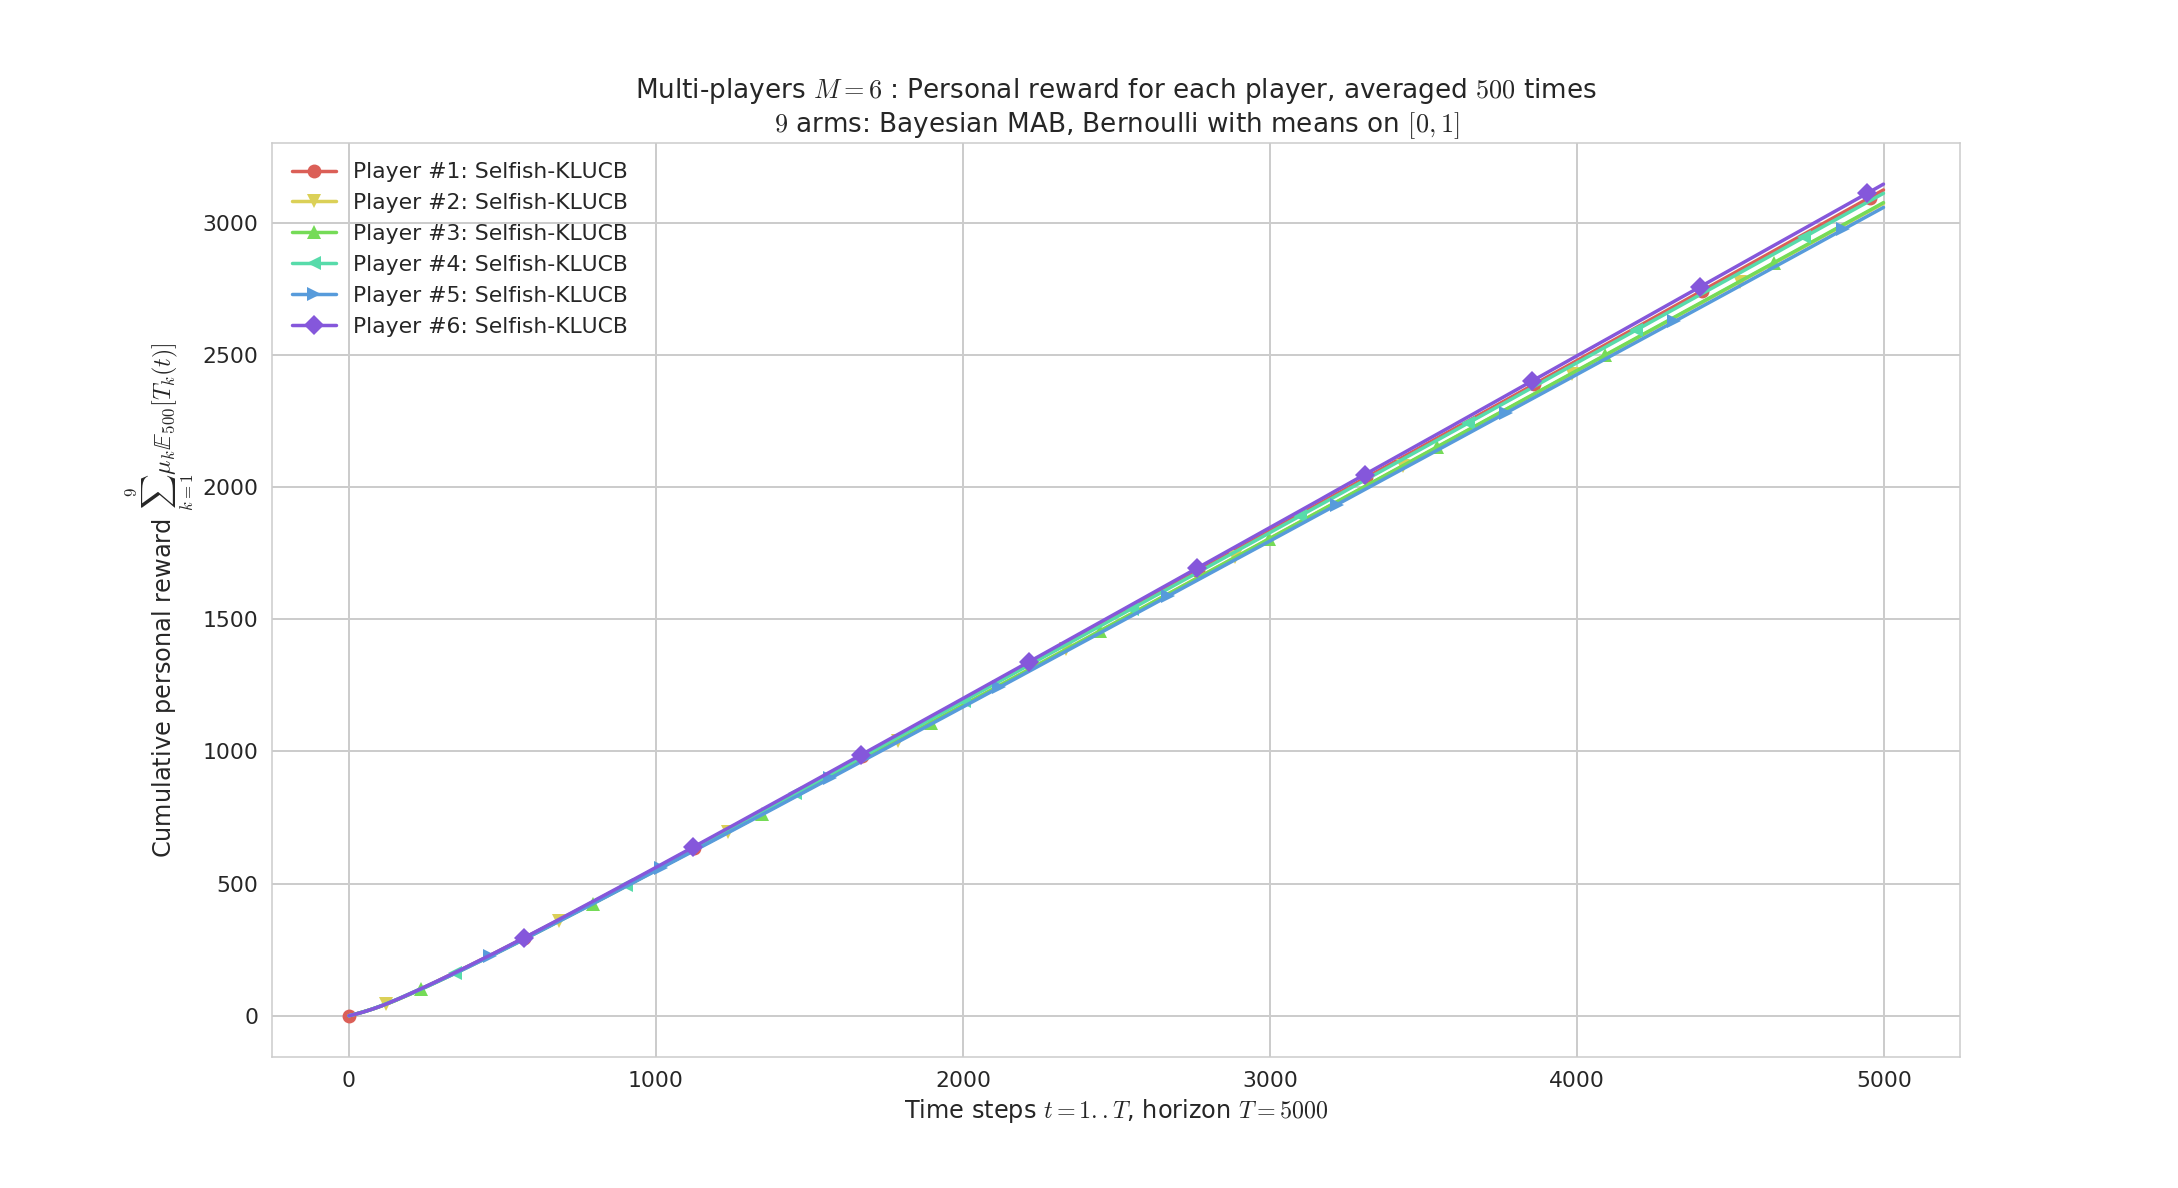 Multi-players M = 6 : Personal reward for each player, averaged 500 times
9 arms: Bayesian MAB, Bernoulli with means on [0, 1]
Player #1: Selfish-KLUCB
Player #2: Selfish-KLUCB
Player #3: Selfish-KLUCB
Player #4: Selfish-KLUCB
Player #5: Selfish-KLUCB
Player #6: Selfish-KLUCB
Cumulative personal reward ∑_{k=1}^{9} μ_k 𝔼_{500}[T_k(t)]
3000
2500
2000
1500
1000
500
0
0 1000 2000 3000 4000 5000
Time steps t = 1..T, horizon T = 5000